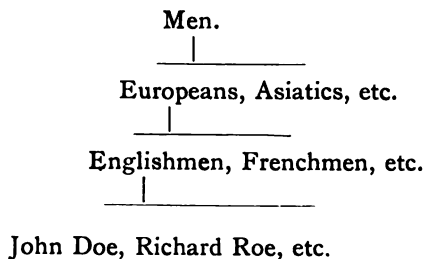 Men.
Europeans, Asiatics, etc.
Englishmen, Frenchmen, etc.
John Doe, Richard Roe, etc.